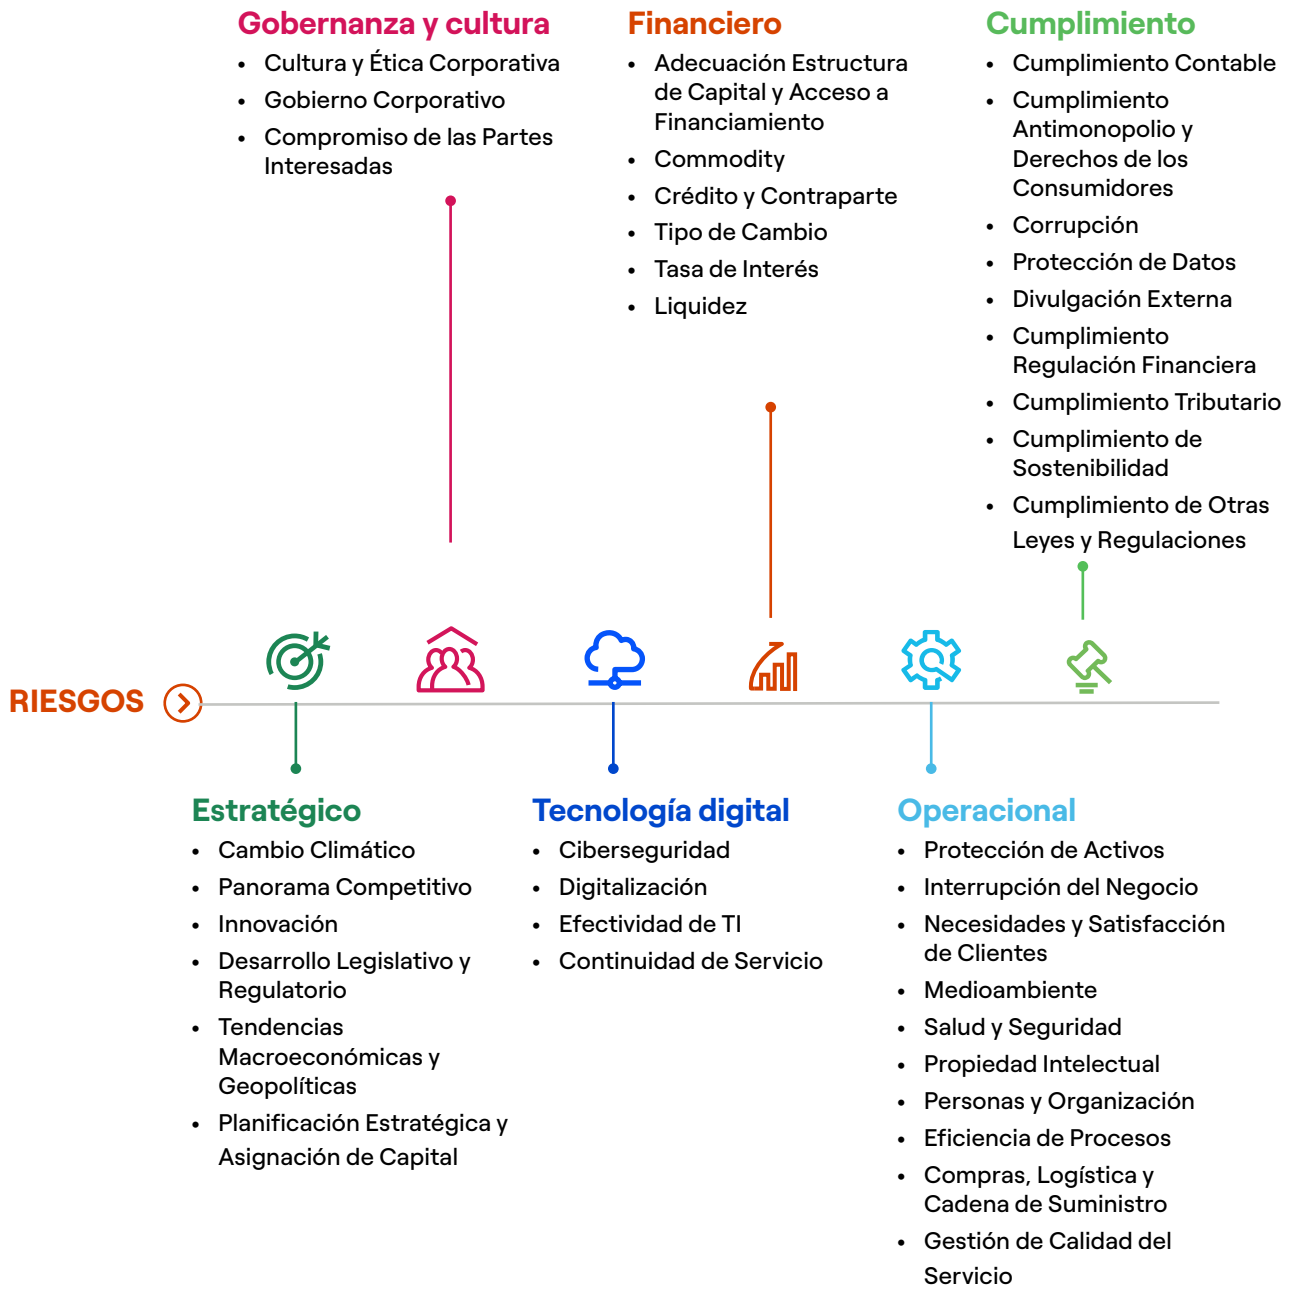 Gobernanza y cultura
• Cultura y Ética Corporativa
• Gobierno Corporativo
• Compromiso de las Partes
Interesadas
Financiero
• Adecuación Estructura
de Capital y Acceso a
Financiamiento
• Commodity
• Crédito y Contraparte
• Tipo de Cambio
• Tasa de Interés
• Liquidez
Cumplimiento
• Cumplimiento Contable
• Cumplimiento
Antimonopolio y
Derechos de los
Consumidores
• Corrupción
• Protección de Datos
• Divulgación Externa
• Cumplimiento
Regulación Financiera
• Cumplimiento Tributario
• Cumplimiento de
Sostenibilidad
• Cumplimiento de Otras
Leyes y Regulaciones
RIESGOS
Estratégico
• Cambio Climático
• Panorama Competitivo
• Innovación
• Desarrollo Legislativo y
Regulatorio
• Tendencias
Macroeconómicas y
Geopolíticas
• Planificación Estratégica y
Asignación de Capital
Tecnología digital
• Ciberseguridad
• Digitalización
• Efectividad de TI
• Continuidad de Servicio
Operacional
• Protección de Activos
• Interrupción del Negocio
• Necesidades y Satisfacción
de Clientes
• Medioambiente
• Salud y Seguridad
• Propiedad Intelectual
• Personas y Organización
• Eficiencia de Procesos
• Compras, Logística y
Cadena de Suministro
• Gestión de Calidad del
Servicio